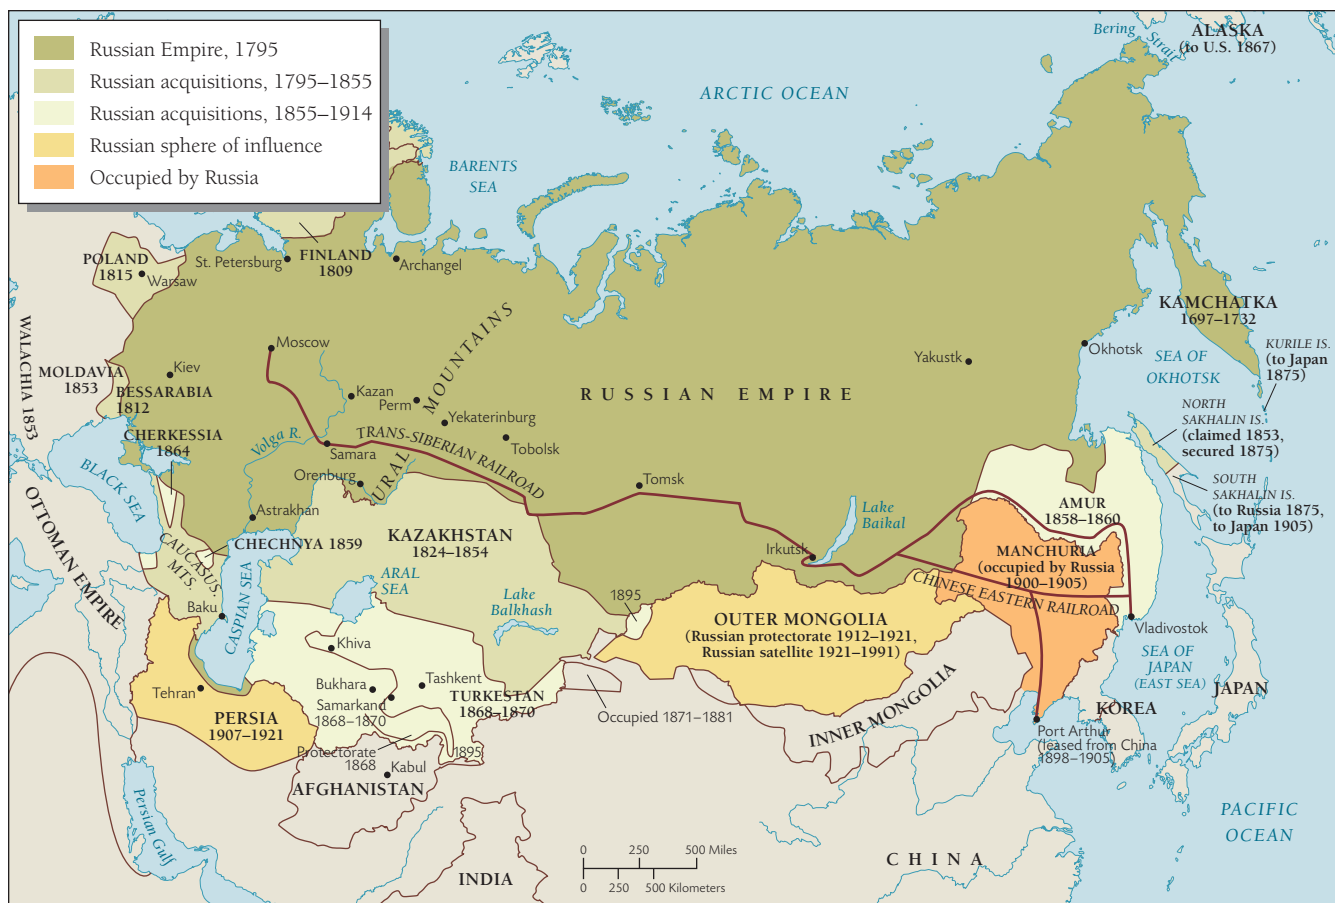 Russian Empire, 1795
Russian acquisitions, 1795–1855
Russian acquisitions, 1855–1914
Russian sphere of influence
Occupied by Russia
Bering
Strait
ALASKA
(to U.S. 1867)
ARCTIC OCEAN
BARENTS
SEA
POLAND
1815
Warsaw
St. Petersburg
FINLAND
1809
Archangel
KAMCHATKA
1697–1732
WALACHIA 1853
MOLDAVIA
1853
Kiev
BESSARABIA
1812
Moscow
Kazan
Perm
URAL MOUNTAINS
Yekaterinburg
Tobolsk
RUSSIAN EMPIRE
Yakustk
Okhotsk
SEA OF
OKHOTSK
KURILE IS.
(to Japan
1875)
NORTH
SAKHALIN IS.
(claimed 1853,
secured 1875)
SOUTH
SAKHALIN IS.
(to Russia 1875,
to Japan 1905)
CHERKESSIA
1864
Volga R.
Samara
TRANS-SIBERIAN RAILROAD
Orenburg
Tomsk
BLACK SEA
Astrakhan
OTTOMAN EMPIRE
CAUCASUS
MTS.
CHECHNYA 1859
KAZAKHSTAN
1824–1854
Lake
Baikal
Irkutsk
AMUR
1858–1860
MANCHURIA
(occupied by Russia
1900–1905)
CHINESE EASTERN RAILROAD
CASPIAN SEA
ARAL
SEA
Lake
Balkhash
1895
Baku
OUTER MONGOLIA
(Russian protectorate 1912–1921,
Russian satellite 1921–1991)
Vladivostok
SEA OF
JAPAN
(EAST SEA)
JAPAN
KOREA
Khiva
Bukhara
Samarkand
1868–1870
Tashkent
TURKESTAN
1868–1870
Occupied 1871–1881
INNER MONGOLIA
Port Arthur
(leased from China
1898–1905)
Tehran
PERSIA
1907–1921
Protectorate
1868
1895
Kabul
AFGHANISTAN
Persian Gulf
INDIA
CHINA
PACIFIC
OCEAN
0 250 500 Miles
0 250 500 Kilometers